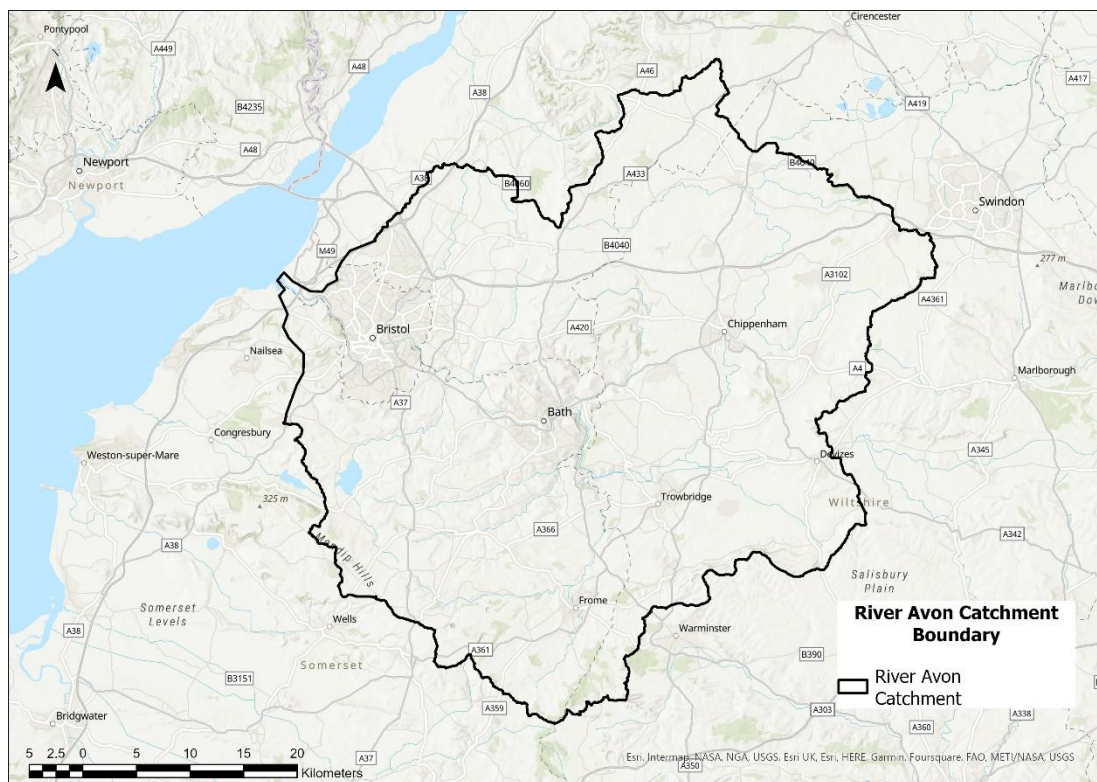 Pontypool
Cirencester
A449
A48
A46
A417
A38
B4235
A419
A48
Newport
Newport
A38
B4060
A433
B4040
Swindon
M49
B4040
A3102
277 m
A4361
Bristol
A420
Chippenham
Nailsea
A4
Marlborough
A37
Bath
Congresbury
A345
Weston-super-Mare
Devizes
325 m
Trowbridge
Wiltshire
A366
A342
A38
Mendip Hills
Salisbury
Plain
Somerset
Levels
Frome
Wells
Warminster
A38
A361
Somerset
B390
B3151
A359
A303
A338
Bridgwater
A360
A37
A350
River Avon Catchment
Boundary
River Avon
Catchment
5 2.5 0 5 10 15 20
Kilometers
Esri, Intermap, NASA, NGA, USGS, Esri UK, Esri, HERE, Garmin, Foursquare, FAO, METI/NASA, USGS